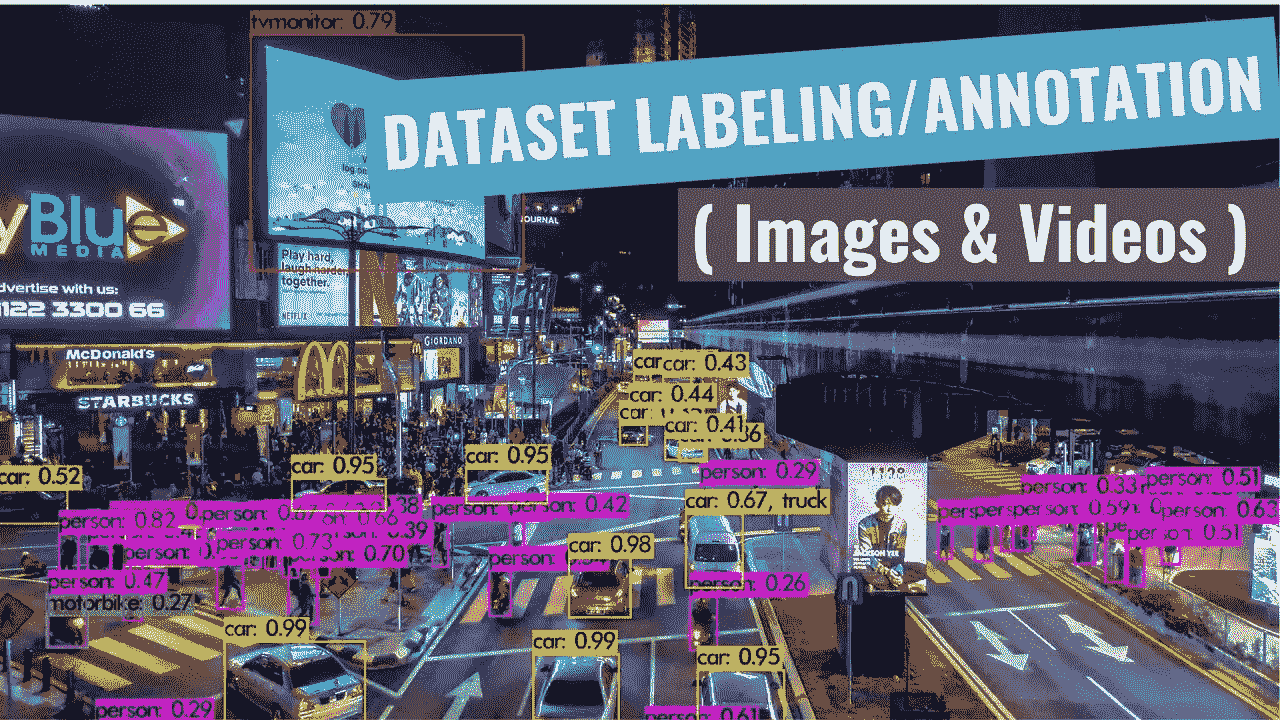 tvmonitor: 0.79
DATASET LABELING/ANNOTATION
( Images & Videos )
yBlue
MEDIA
JOURNAL
Play hard,
laugh harder
together.
dvertise with us:
1122 3300 66
McDonald's
GIORDANO
STARBUCKS
car: 0.43
car: 0.44
car: 0.41
car: 0.95
car: 0.95
car: 0.52
person: 0.29
person: 0.33
person: 0.51
person: 0.42
car: 0.67, truck
person: 0.82
person: 0.63
person: 0.73
person: 0.51
person: 0.70
car: 0.98
person: 0.47
person: 0.26
motorbike: 0.27
JACKSON YEE
car: 0.99
car: 0.99
car: 0.95
person: 0.29
person: 0.61